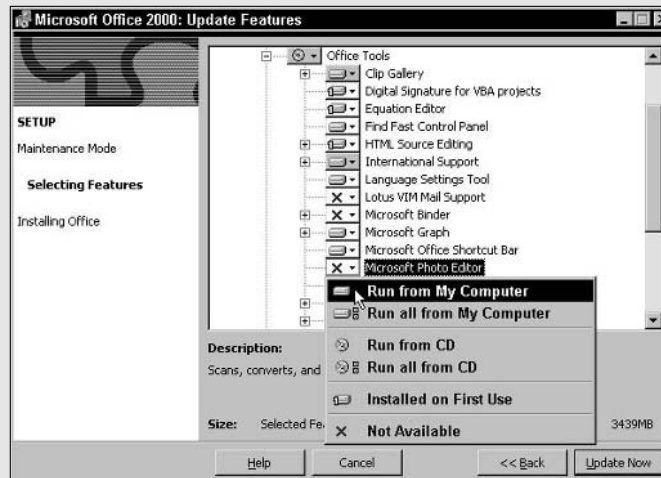 Microsoft Office 2000: Update Features
Office Tools
Clip Gallery
Digital Signature for VBA projects
Equation Editor
Find Fast Control Panel
SETUP
HTML Source Editing
Maintenance Mode
International Support
Language Settings Tool
Selecting Features
Lotus VIM Mail Support
Microsoft Binder
Installing Office
Microsoft Graph
Microsoft Office Shortcut Bar
Microsoft Photo Editor
Run from My Computer
Run all from My Computer
Description:
Run from CD
Scans, converts, and
Run all from CD
Installed on First Use
Size: Selected Fe 3439MB
Not Available
Help Cancel << Back Update Now